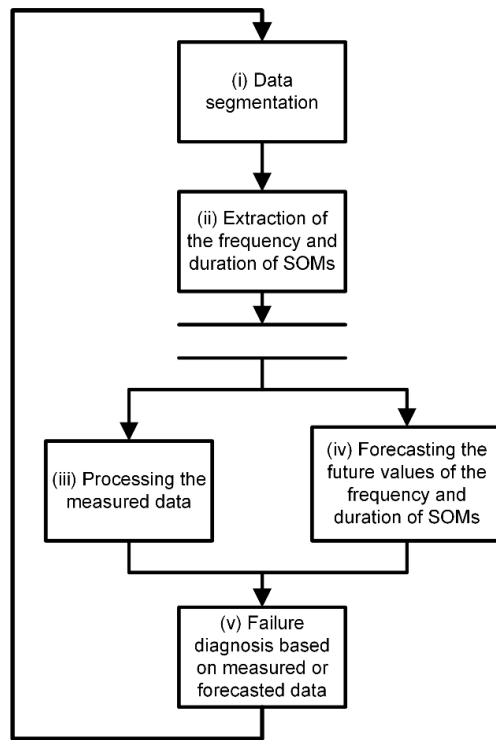 (i) Data
segmentation
(ii) Extraction of
the frequency and
duration of SOMs
(iii) Processing the
measured data
(iv) Forecasting the
future values of the
frequency and
duration of SOMs
(v) Failure
diagnosis based
on measured or
forecasted data